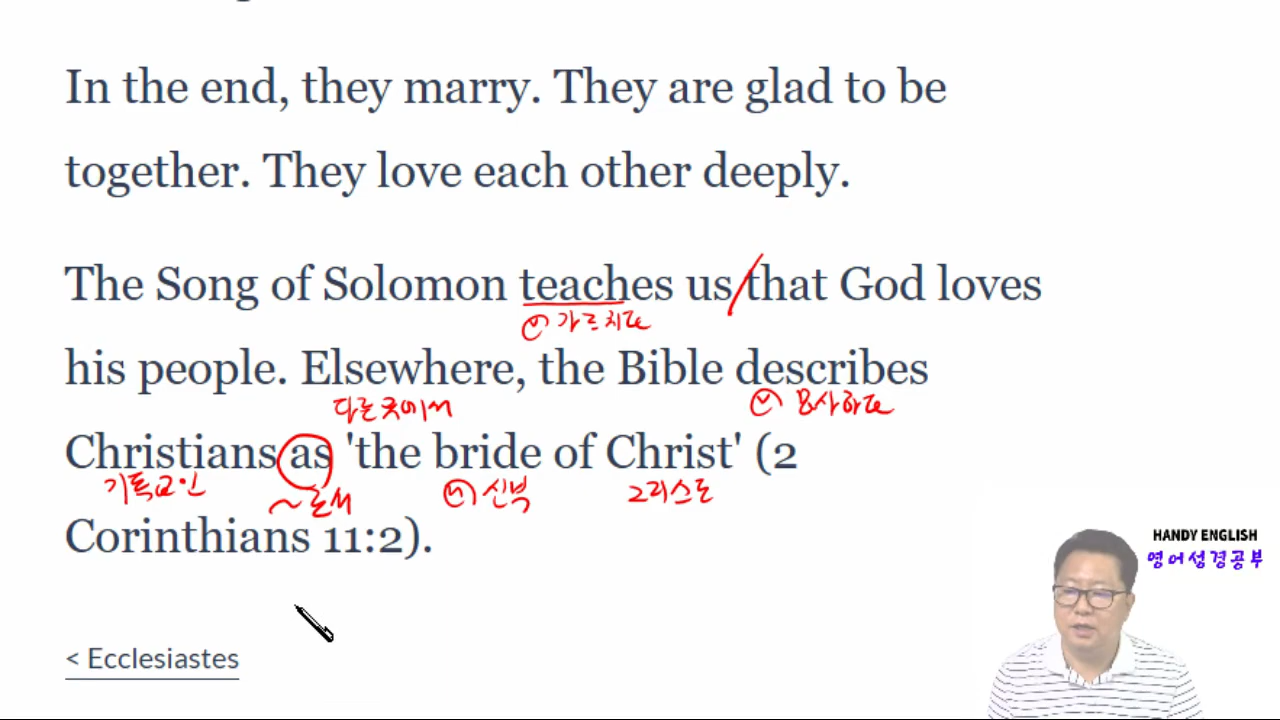 In the end, they marry. They are glad to be
together. They love each other deeply.
The Song of Solomon teaches us that God loves
가르치다
his people. Elsewhere, the Bible describes
다른곳에서
묘사하다
Christians as 'the bride of Christ' (2
기독교인
~로서
신부
그리스도
Corinthians 11:2).
HANDY ENGLISH
영어성경공부
< Ecclesiastes